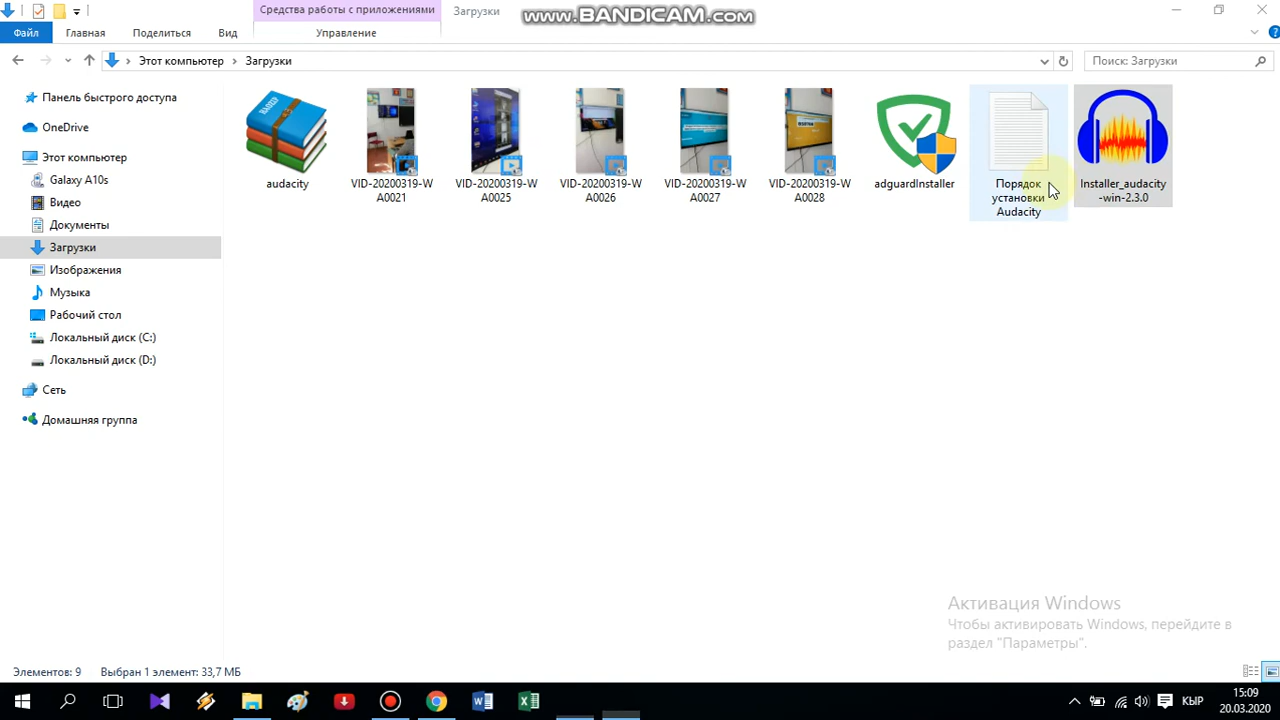 Средства работы с приложениями
Загрузки
www.BANDICAM.com
Файл
Главная
Поделиться
Вид
Управление
Этот компьютер
Загрузки
Поиск: Загрузки
Панель быстрого доступа
OneDrive
Этот компьютер
Galaxy A10s
Видео
Документы
Загрузки
Изображения
Музыка
Рабочий стол
Локальный диск (C:)
Локальный диск (D:)
Сеть
Домашняя группа
audacity
VID-20200319-W
A0021
VID-20200319-W
A0025
VID-20200319-W
A0026
VID-20200319-W
A0027
VID-20200319-W
A0028
adguardInstaller
Порядок
установки
Audacity
Installer_audacity
-win-2.3.0
Активация Windows
Чтобы активировать Windows, перейдите в
раздел "Параметры".
Элементов: 9
Выбран 1 элемент: 33,7 МБ
КЫР
15:09
20.03.2020